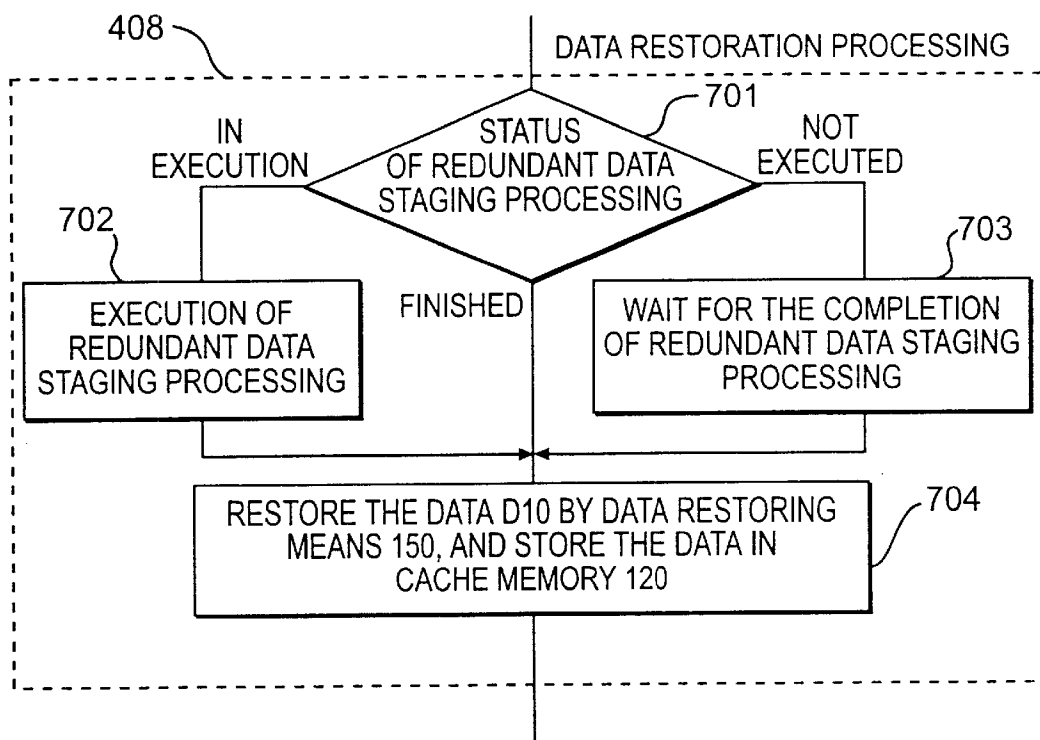 408
DATA RESTORATION PROCESSING
701
IN
EXECUTION
STATUS
OF REDUNDANT DATA
STAGING PROCESSING
NOT
EXECUTED
702
703
EXECUTION OF
REDUNDANT DATA
STAGING PROCESSING
FINISHED
WAIT FOR THE COMPLETION
OF REDUNDANT DATA STAGING
PROCESSING
RESTORE THE DATA D10 BY DATA RESTORING
MEANS 150, AND STORE THE DATA IN
CACHE MEMORY 120
704